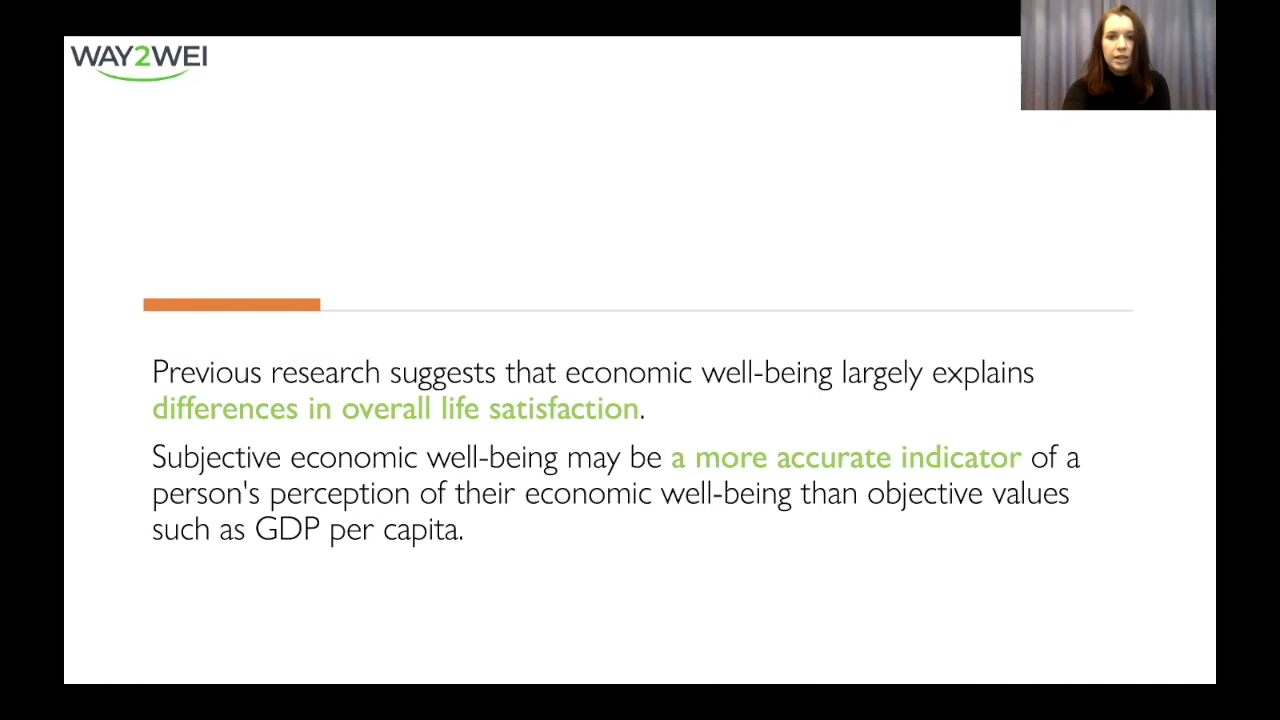 WAY2WEI
Previous research suggests that economic well-being largely explains
differences in overall life satisfaction.
Subjective economic well-being may be a more accurate indicator of a
person's perception of their economic well-being than objective values
such as GDP per capita.